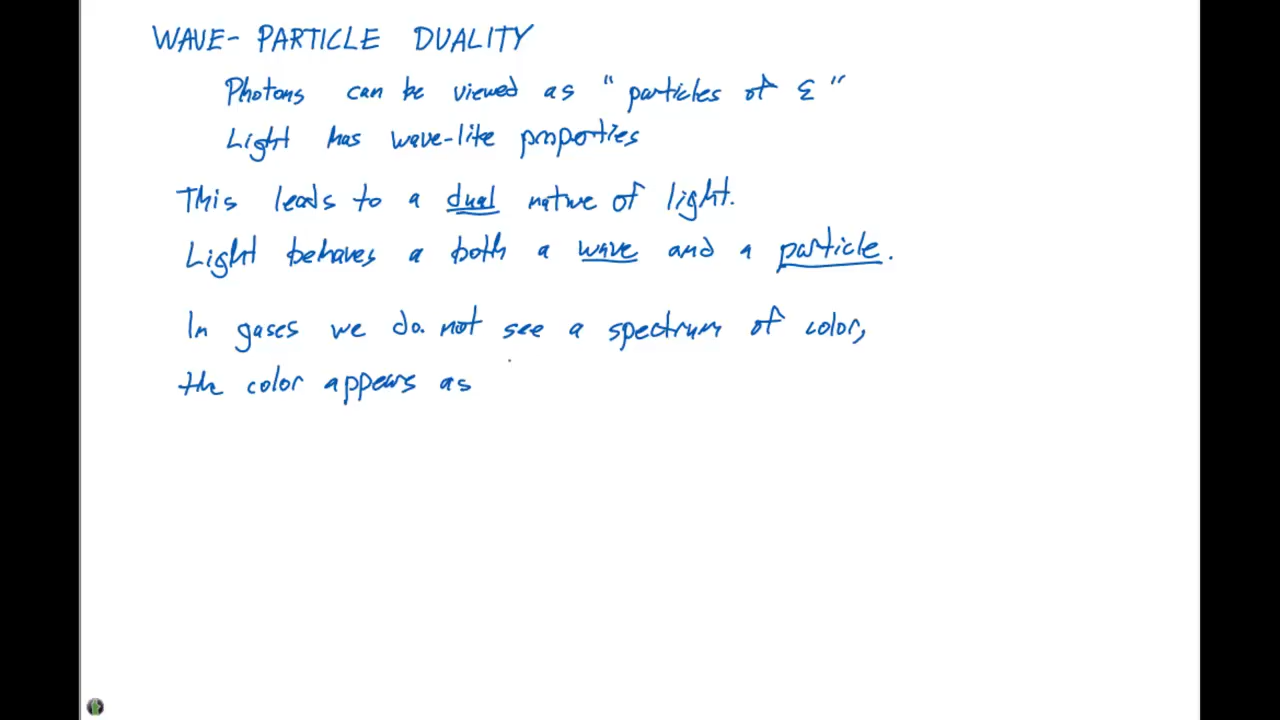 WAVE-PARTICLE DUALITY
Photons can be viewed as "particles of Σ"
Light has wave-like properties
This leads to a dual nature of light.
Light behaves a both a wave and a particle.
In gases we do not see a spectrum of color,
the color appears as